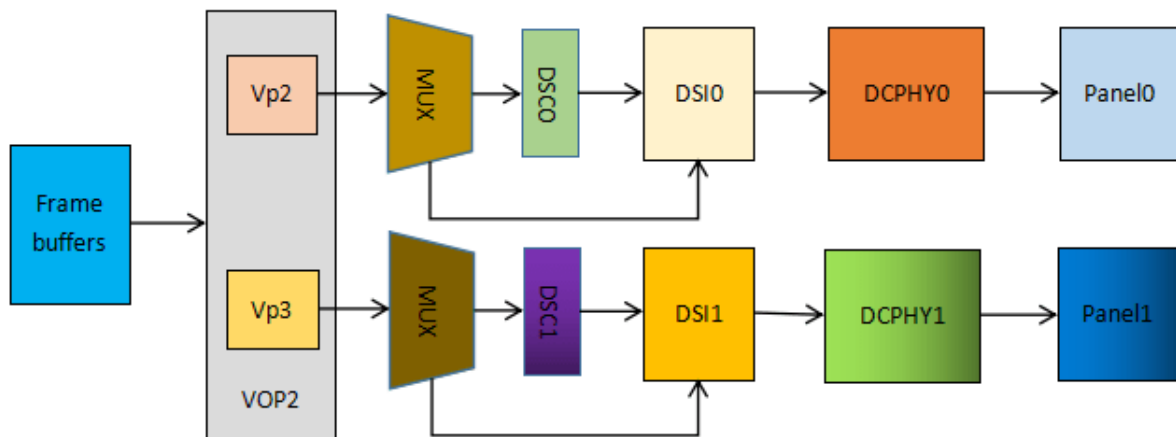 Vp2
MUX
DSC0
DSI0
DCPHY0
Panel0
Frame
buffers
Vp3
MUX
DSC1
DSI1
DCPHY1
Panel1
VOP2